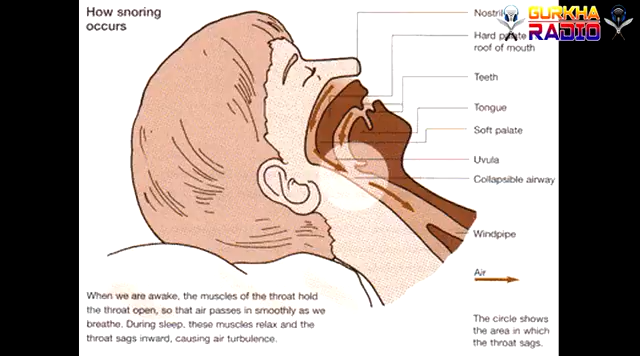 How snoring
occurs
GURKHA
RADIO
Nostril
Hard palate
roof of mouth
Teeth
Tongue
Soft palate
Uvula
Collapsible airway
Windpipe
Air
When we are awake, the muscles of the throat hold
the throat open, so that air passes in smoothly as we
breathe. During sleep, these muscles relax and the
throat sags inward, causing air turbulence.
The circle shows
the area in which
the throat sags.